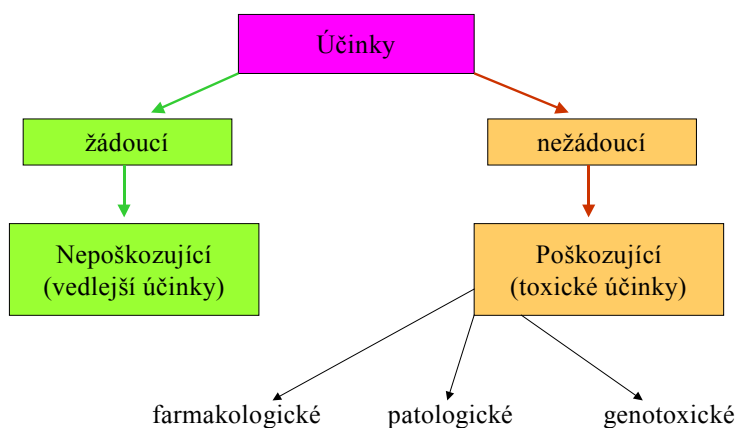 Účinky
žádoucí
nežádoucí
Nepoškozující
(vedlejší účinky)
Poškozující
(toxické účinky)
farmakologické
patologické
genotoxické